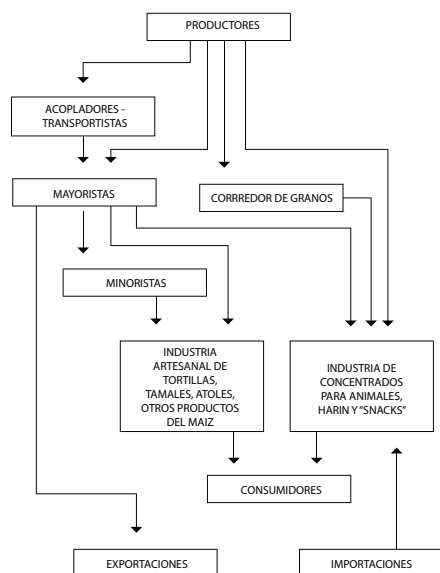 PRODUCTORES
ACOPLADORES -
TRANSPORTISTAS
MAYORISTAS
CORRREDOR DE GRANOS
MINORISTAS
INDUSTRIA
ARTESANAL DE
TORTILLAS,
TAMALES, ATOLES,
OTROS PRODUCTOS
DEL MAIZ
INDUSTRIA DE
CONCENTRADOS
PARA ANIMALES,
HARIN Y “SNACKS”
CONSUMIDORES
EXPORTACIONES
IMPORTACIONES